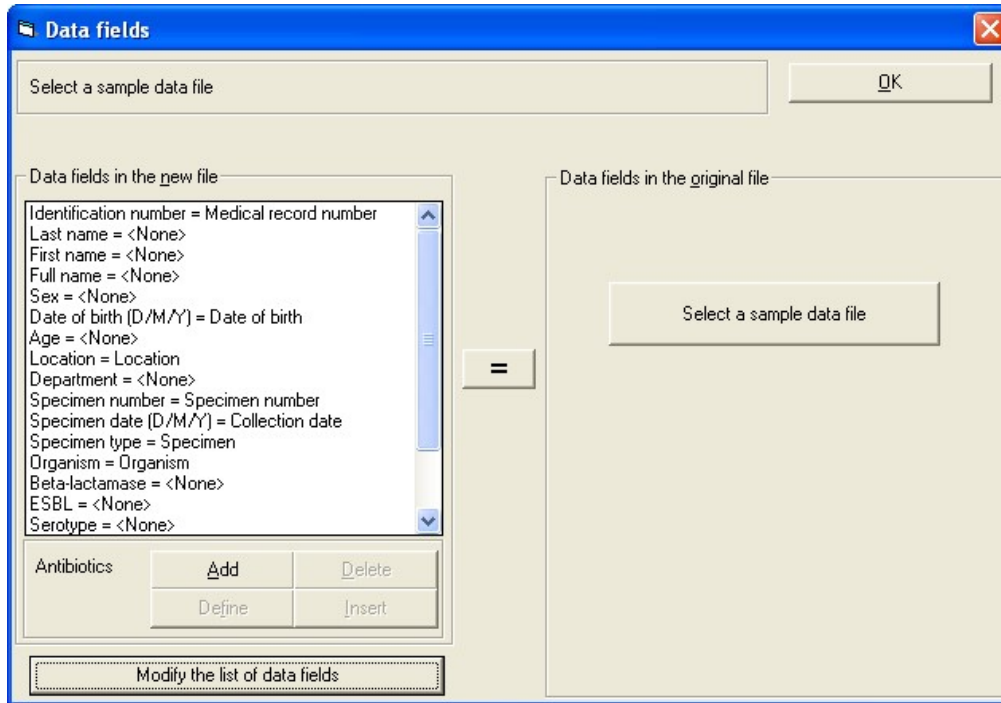 Data fields
Select a sample data file
OK
Data fields in the new file
Identification number = Medical record number
Last name = <None>
First name = <None>
Full name = <None>
Sex = <None>
Date of birth (D/M/Y) = Date of birth
Age = <None>
Location = Location
Department = <None>
Specimen number = Specimen number
Specimen date (D/M/Y) = Collection date
Specimen type = Specimen
Organism = Organism
Beta-lactamase = <None>
ESBL = <None>
Serotype = <None>
Antibiotics
Add
Delete
Define
Insert
Modify the list of data fields
=
Data fields in the original file
Select a sample data file